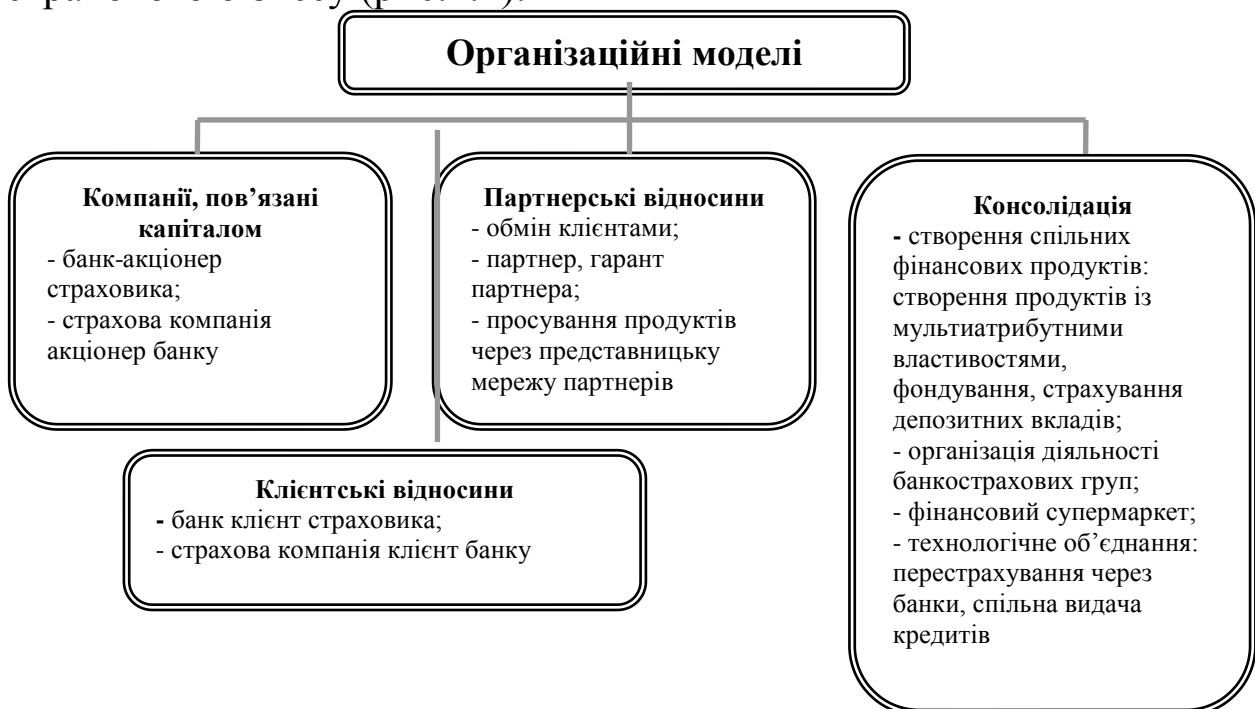 Організаційні моделі
Компанії, пов’язані
капіталом
- банк-акціонер
страховика;
- страхова компанія
акціонер банку
Партнерські відносини
- обмін клієнтами;
- партнер, гарант
партнера;
- просування продуктів
через представницьку
мережу партнерів
Консолідація
- створення спільних
фінансових продуктів:
створення продуктів із
мультиатрибутними
властивостями,
фондування, страхування
депозитних вкладів;
- організація діяльності
банкострахових груп;
- фінансовий супермаркет;
- технологічне об’єднання:
перестрахування через
банки, спільна видача
кредитів
Клієнтські відносини
- банк клієнт страховика;
- страхова компанія клієнт банку